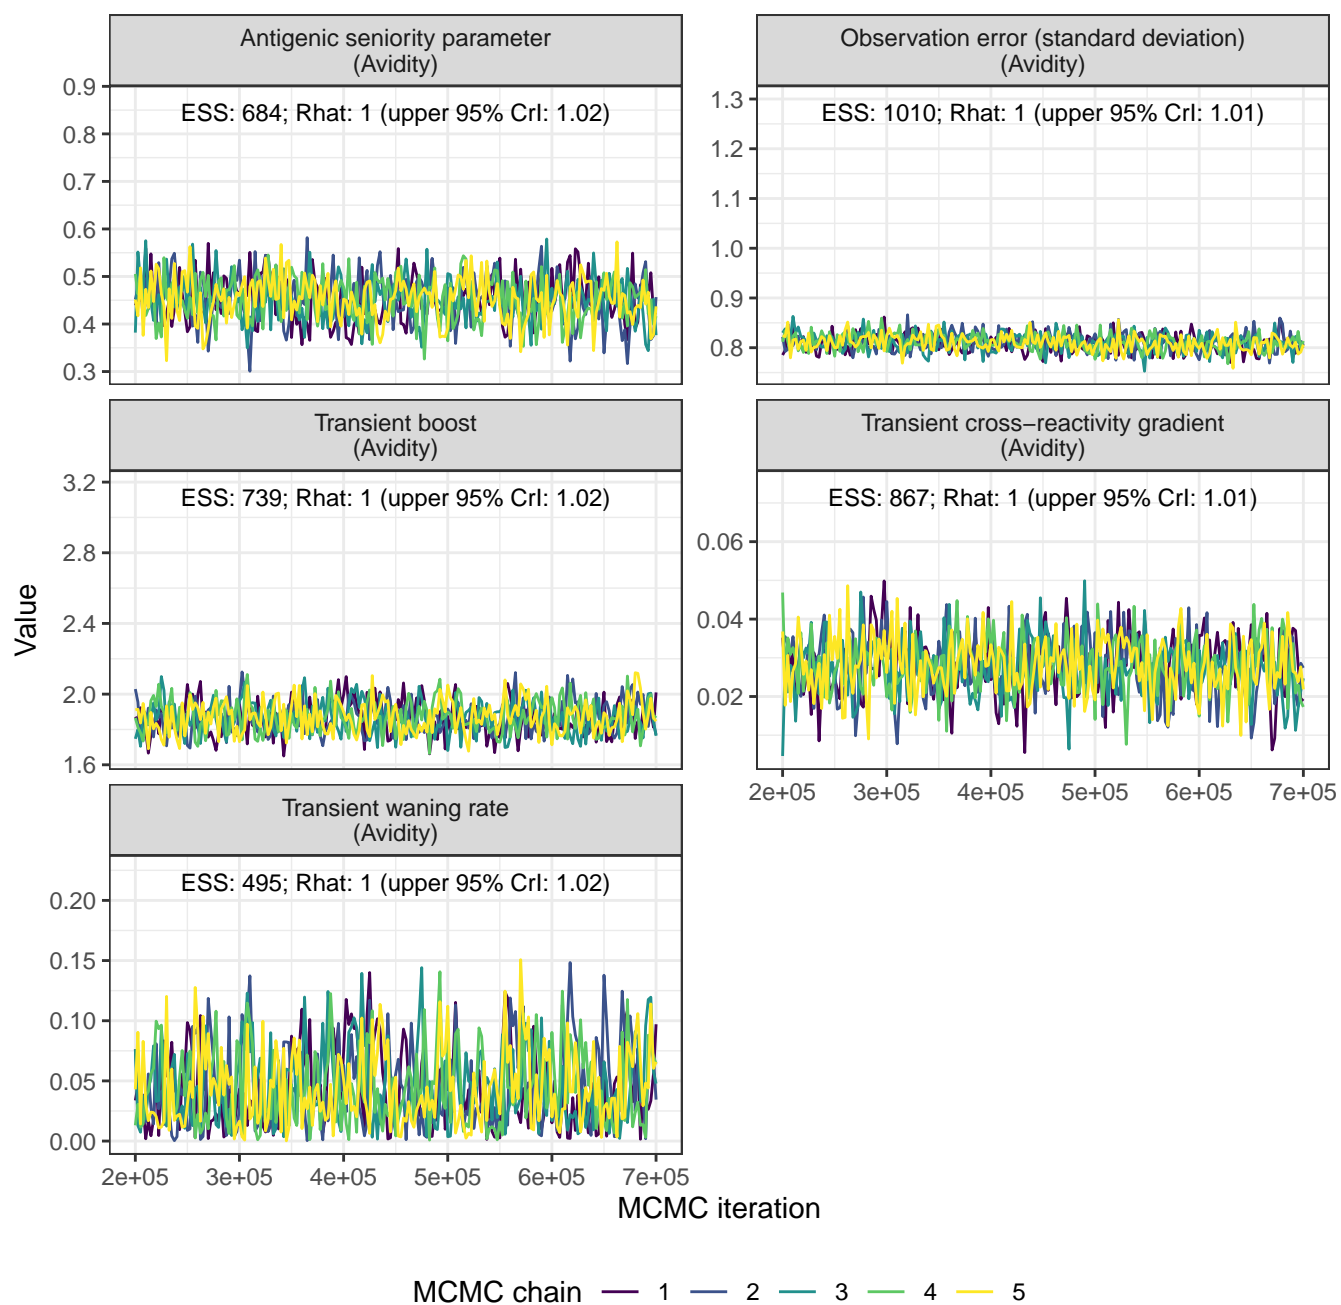 Antigenic seniority parameter
(Avidity)
ESS: 684; Rhat: 1 (upper 95% CrI: 1.02)
0.9
0.8
0.7
0.6
0.5
0.4
0.3
Observation error (standard deviation)
(Avidity)
ESS: 1010; Rhat: 1 (upper 95% CrI: 1.01)
1.3
1.2
1.1
1.0
0.9
0.8
Transient boost
(Avidity)
ESS: 739; Rhat: 1 (upper 95% CrI: 1.02)
3.2
2.8
2.4
2.0
1.6
Transient cross−reactivity gradient
(Avidity)
ESS: 867; Rhat: 1 (upper 95% CrI: 1.01)
0.06
0.04
0.02
2e+05 3e+05 4e+05 5e+05 6e+05 7e+05
Transient waning rate
(Avidity)
ESS: 495; Rhat: 1 (upper 95% CrI: 1.02)
0.20
0.15
0.10
0.05
0.00
2e+05 3e+05 4e+05 5e+05 6e+05 7e+05
Value
MCMC iteration
MCMC chain 1 2 3 4 5